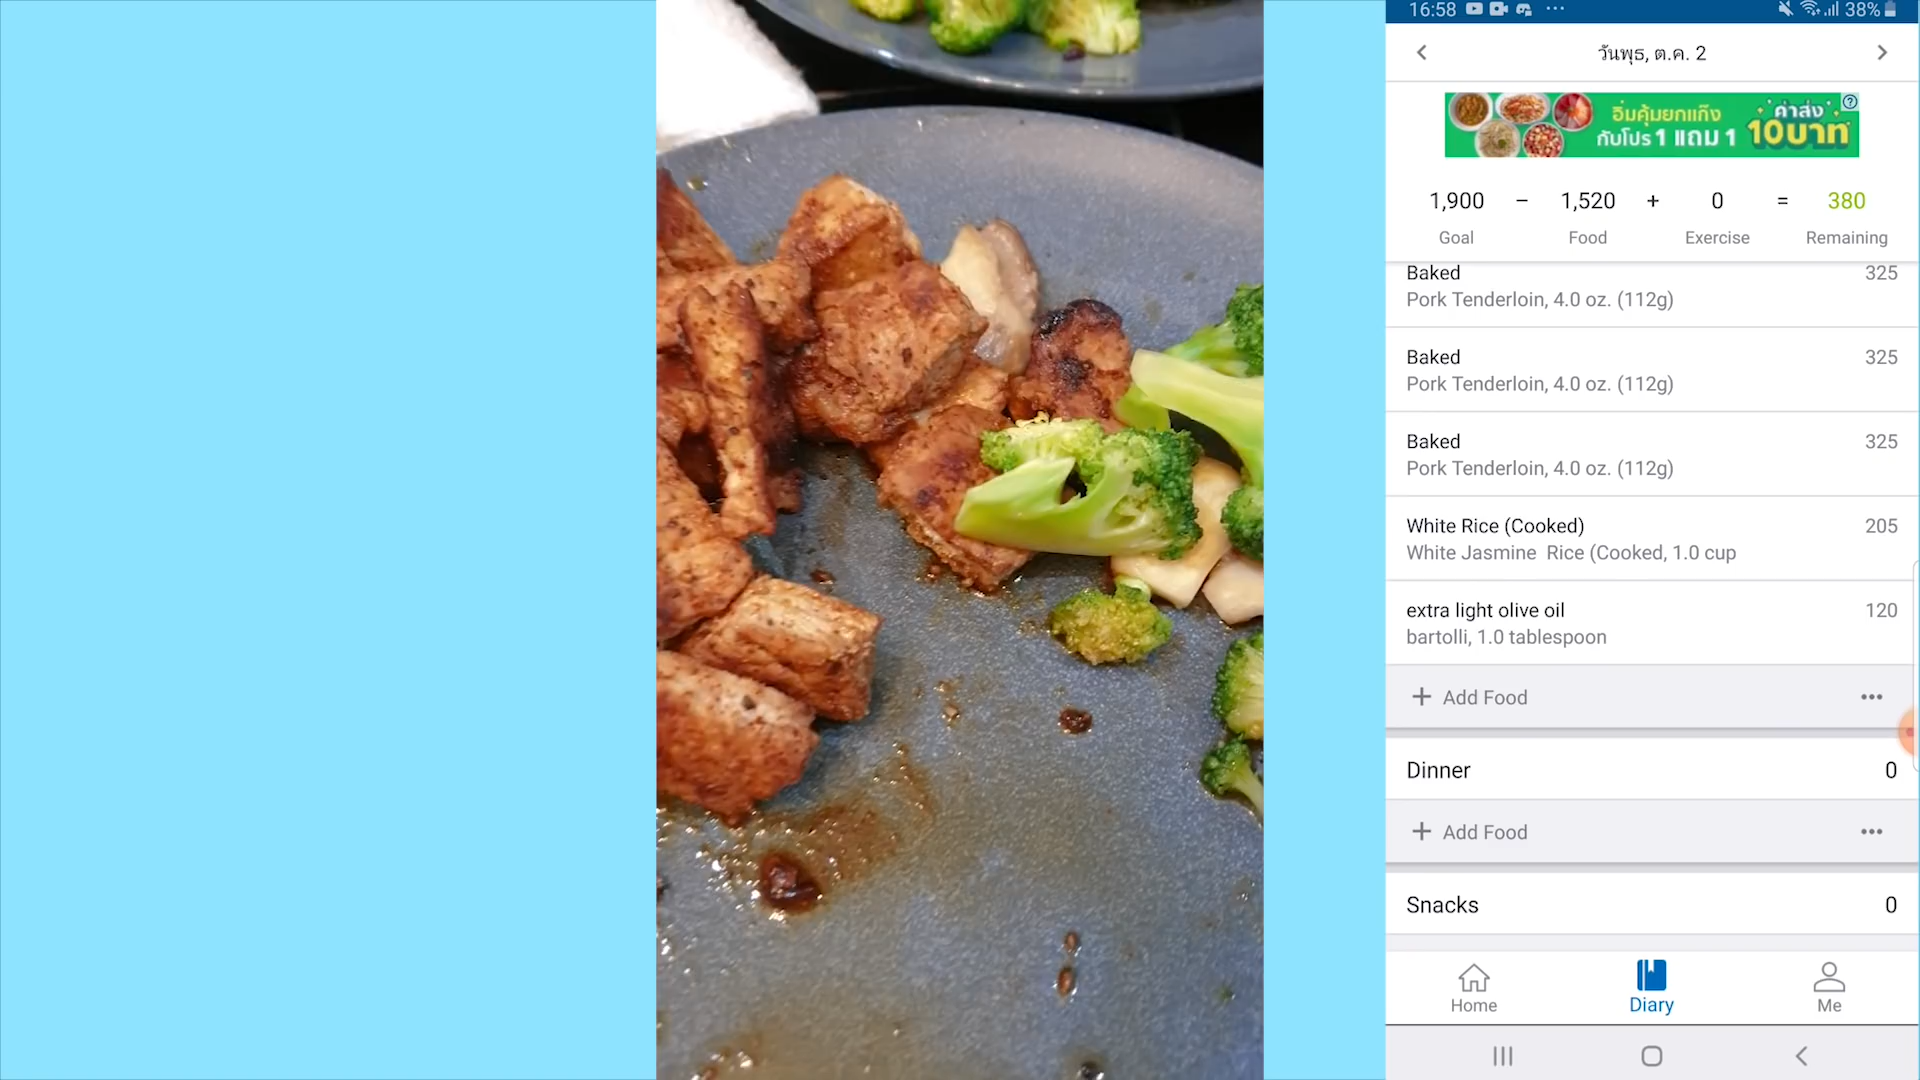 16:58
38%
วันพุธ, ต.ค. 2
อิ่มคุ้มยกแก๊ง
กับโปร 1 แถม 1
ค่าส่ง
10บาท
1,900 − 1,520 + 0 = 380
Goal Food Exercise Remaining
Baked 325
Pork Tenderloin, 4.0 oz. (112g)
Baked 325
Pork Tenderloin, 4.0 oz. (112g)
Baked 325
Pork Tenderloin, 4.0 oz. (112g)
White Rice (Cooked) 205
White Jasmine Rice (Cooked, 1.0 cup
extra light olive oil 120
bartolli, 1.0 tablespoon
+ Add Food
Dinner 0
+ Add Food
Snacks 0
Home Diary Me